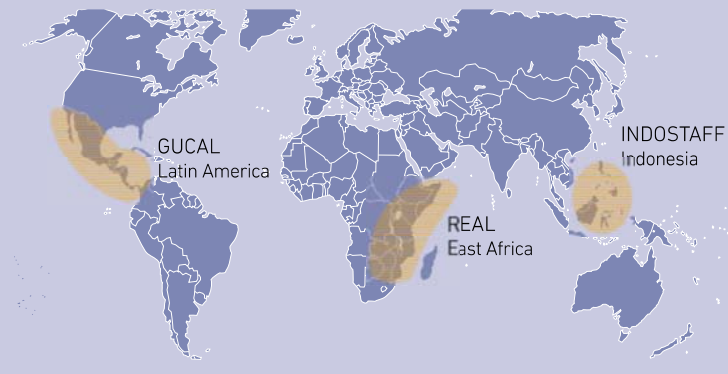 GUCAL
Latin America
INDOSTAFF
Indonesia
REAL
East Africa